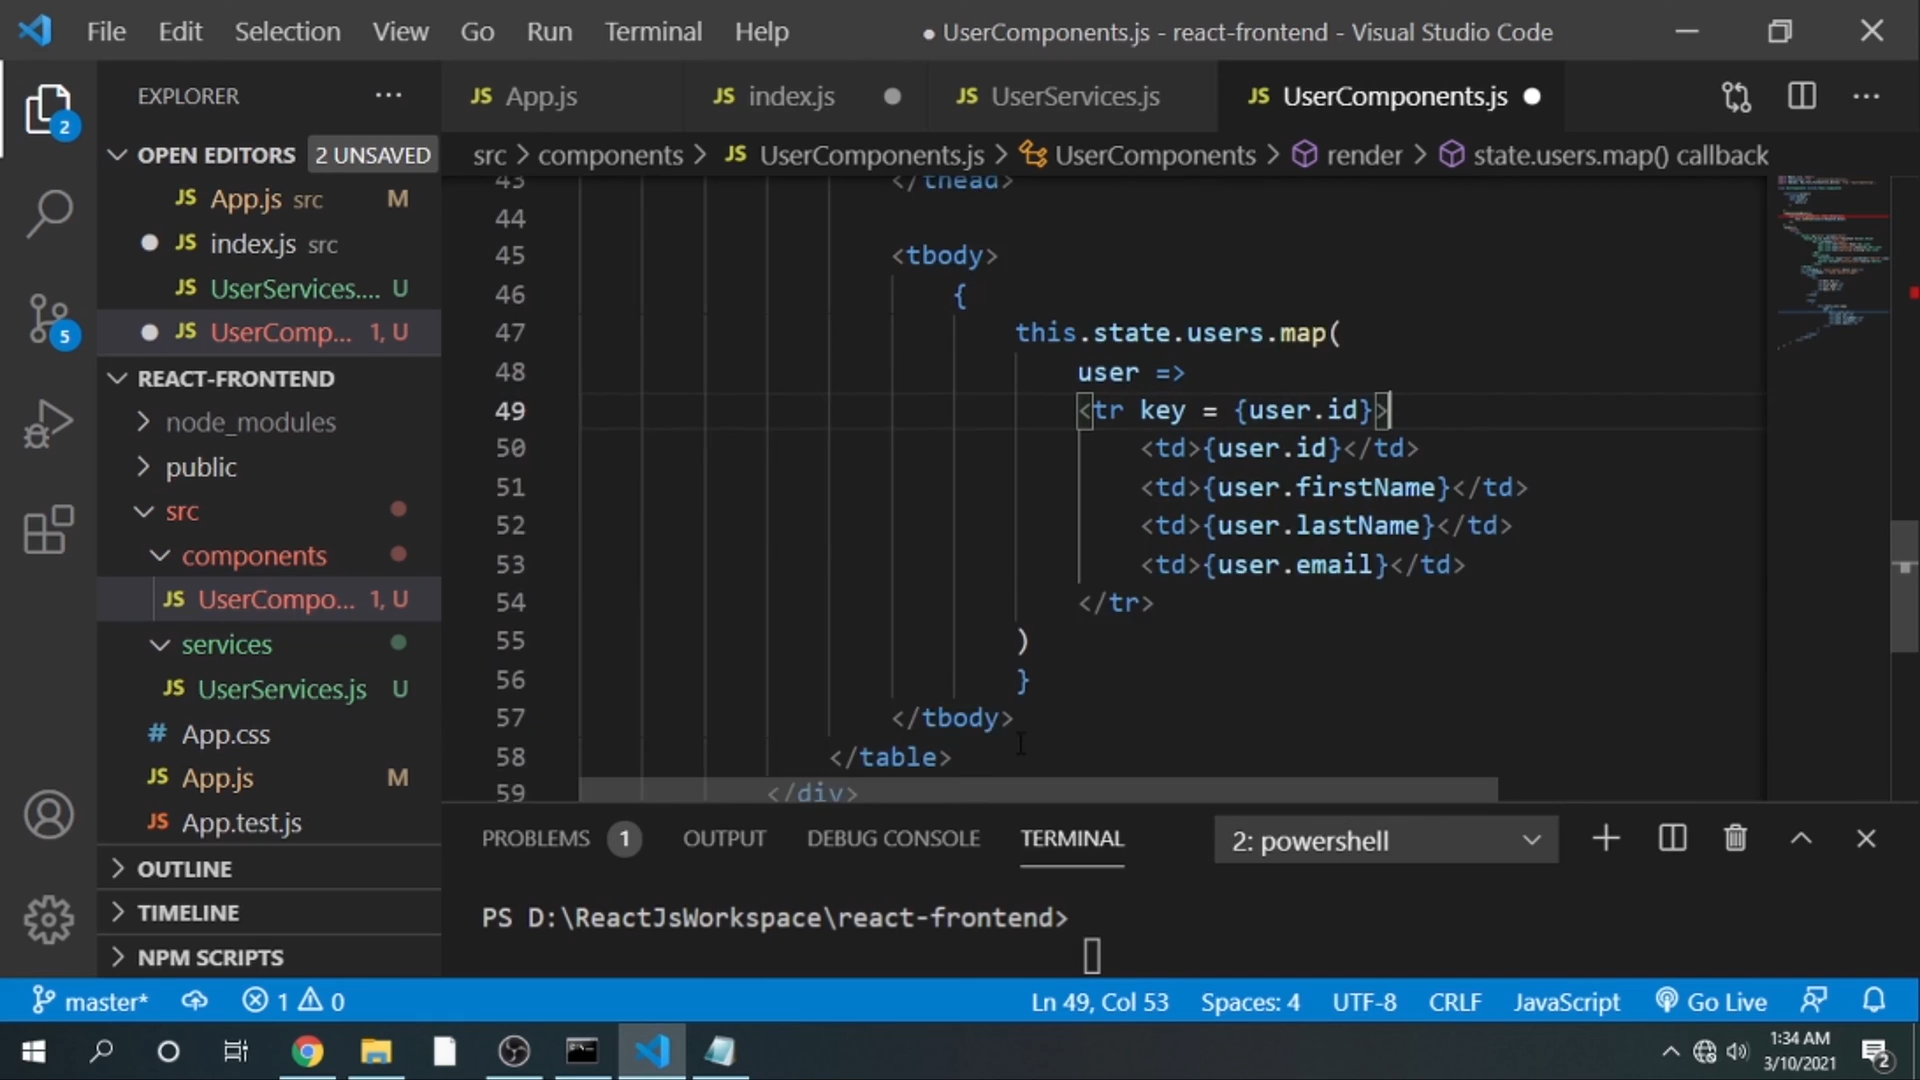 File Edit Selection View Go Run Terminal Help ● UserComponents.js - react-frontend - Visual Studio Code
EXPLORER ···
JS App.js JS index.js ● JS UserServices.js JS UserComponents.js ●
src > components > JS UserComponents.js > UserComponents > render > state.users.map() callback
2
OPEN EDITORS 2 UNSAVED
JS App.js src M
● JS index.js src
JS UserServices.... U
● JS UserComp... 1, U
5
REACT-FRONTEND
> node_modules
> public
src
components
JS UserCompo... 1, U
services
JS UserServices.js U
# App.css
JS App.js M
JS App.test.js
> OUTLINE
> TIMELINE
> NPM SCRIPTS
43 </thead>
44
45 <tbody>
46 {
47 this.state.users.map(
48 user =>
49 <tr key = {user.id}>
50 <td>{user.id}</td>
51 <td>{user.firstName}</td>
52 <td>{user.lastName}</td>
53 <td>{user.email}</td>
54 </tr>
55 )
56 }
57 </tbody>
58 </table>
59 </div>
PROBLEMS 1 OUTPUT DEBUG CONSOLE TERMINAL 2: powershell
PS D:\ReactJsWorkspace\react-frontend>
master* 1 0 Ln 49, Col 53 Spaces: 4 UTF-8 CRLF JavaScript Go Live
1:34 AM
3/10/2021
2